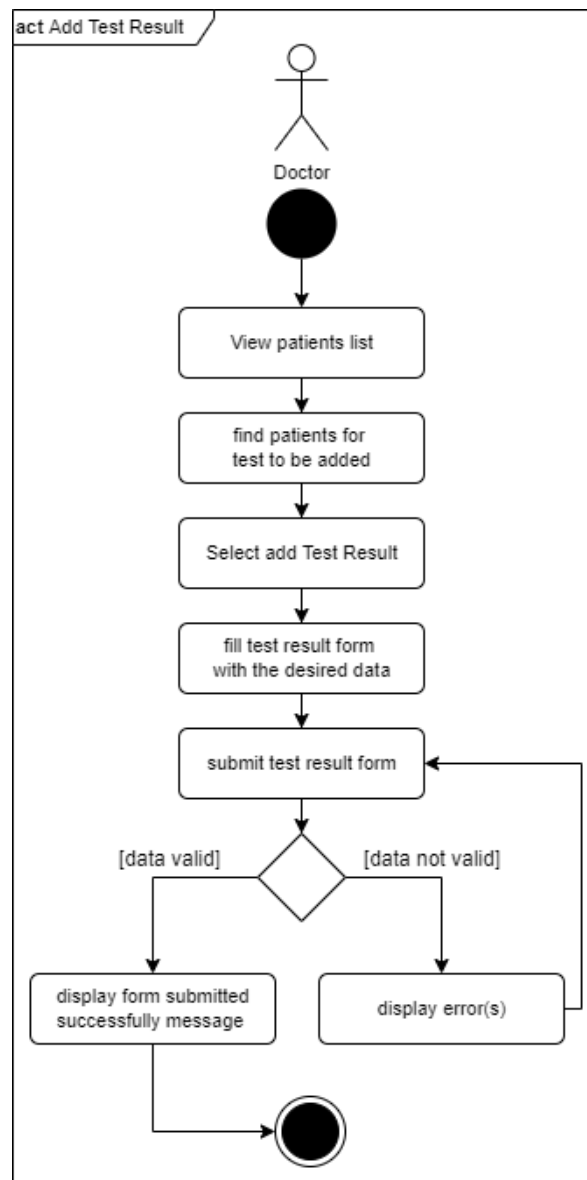 act Add Test Result
Doctor
View patients list
find patients for
test to be added
Select add Test Result
fill test result form
with the desired data
submit test result form
[data valid]
[data not valid]
display form submitted
successfully message
display error(s)